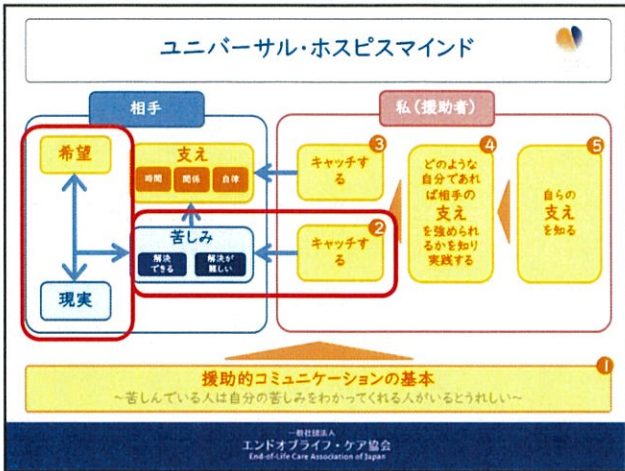 ユニバーサル・ホスピスマインド
相手
私(援助者)
希望
現実
支え
時間
関係
自律
苦しみ
解決
できる
解決が
難しい
3
キャッチす
る
2
キャッチす
る
4
どのような
自分であれ
ば相手の
支え
を強められ
るかを知り
実践する
5
自らの
支え
を知る
1
援助的コミュニケーションの基本
~苦しんでいる人は自分の苦しみをわかってくれる人がいるとうれしい~
一般社団法人
エンドオブライフ・ケア協会
End-of-Life Care Association of Japan